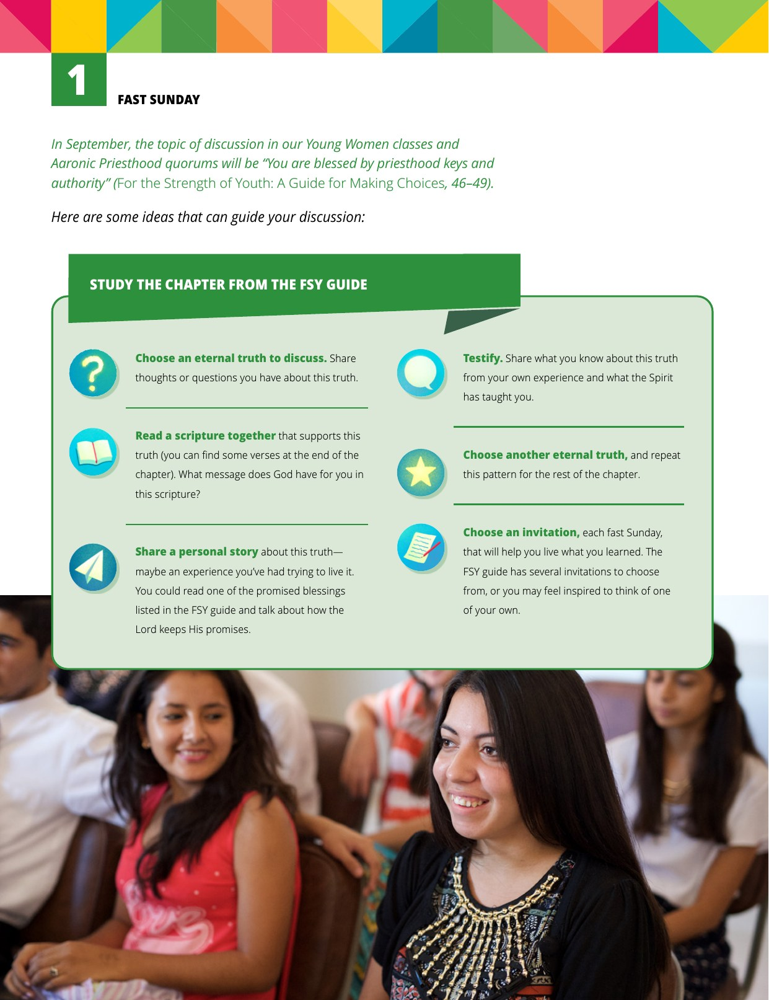 1
FAST SUNDAY
In September, the topic of discussion in our Young Women classes and
Aaronic Priesthood quorums will be “You are blessed by priesthood keys and
authority” (For the Strength of Youth: A Guide for Making Choices, 46–49).
Here are some ideas that can guide your discussion:
STUDY THE CHAPTER FROM THE FSY GUIDE
Choose an eternal truth to discuss. Share
thoughts or questions you have about this truth.
Read a scripture together that supports this
truth (you can find some verses at the end of the
chapter). What message does God have for you in
this scripture?
Share a personal story about this truth—
maybe an experience you’ve had trying to live it.
You could read one of the promised blessings
listed in the FSY guide and talk about how the
Lord keeps His promises.
Testify. Share what you know about this truth
from your own experience and what the Spirit
has taught you.
Choose another eternal truth, and repeat
this pattern for the rest of the chapter.
Choose an invitation, each fast Sunday,
that will help you live what you learned. The
FSY guide has several invitations to choose
from, or you may feel inspired to think of one
of your own.